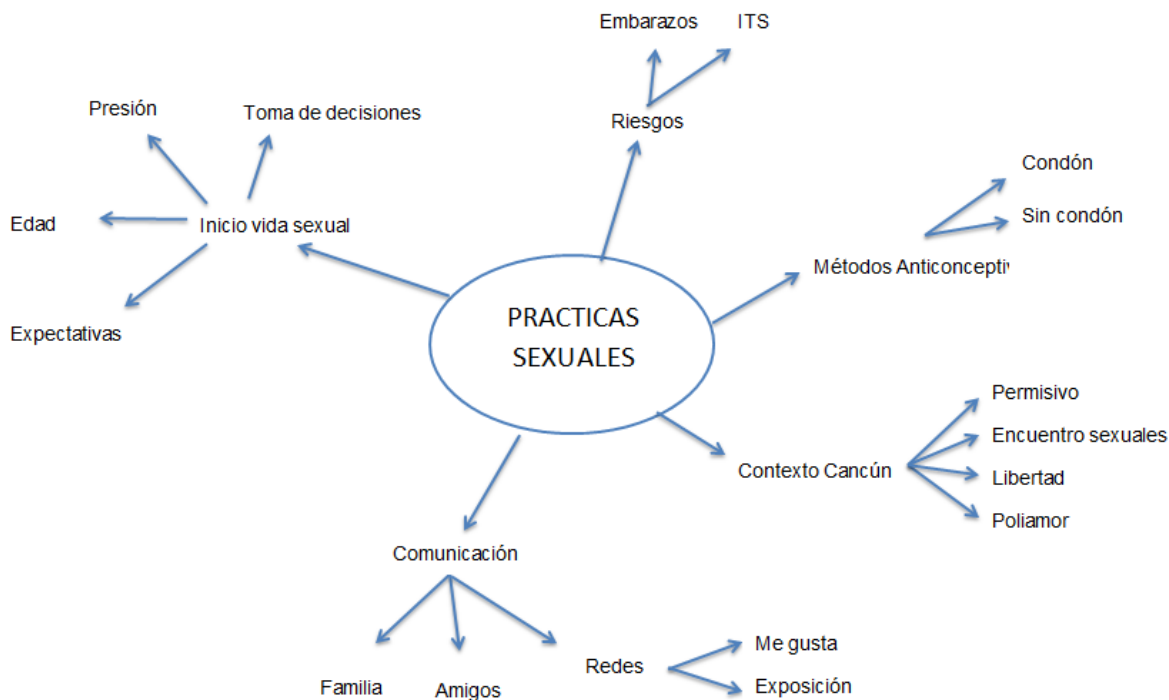 Embarazos
ITS
Presión
Toma de decisiones
Riesgos
Condón
Edad
Inicio vida sexual
Sin condón
Métodos Anticoncepti
Expectativas
PRACTICAS
SEXUALES
Permisivo
Encuentro sexuales
Contexto Cancún
Libertad
Poliamor
Comunicación
Me gusta
Redes
Familia
Amigos
Exposición